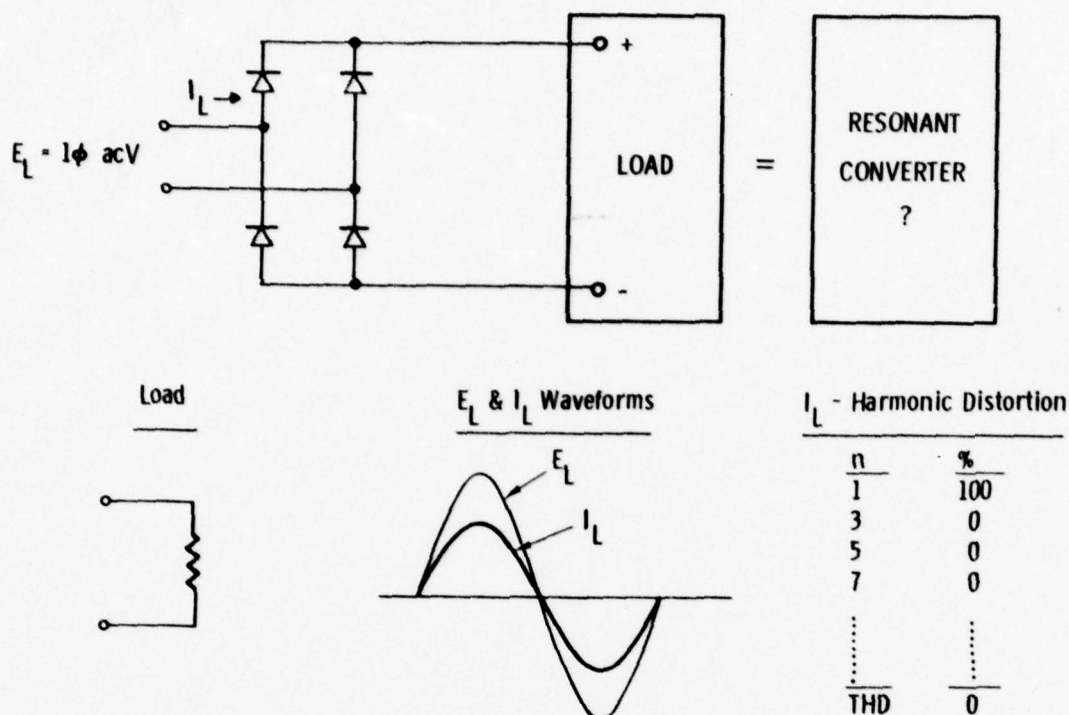 I_L →
+
E_L = 1ϕ acV
LOAD
=
RESONANT
CONVERTER
?
-
Load
E_L & I_L Waveforms
I_L - Harmonic Distortion
E_L
I_L
n %
1 100
3 0
5 0
7 0
THD 0